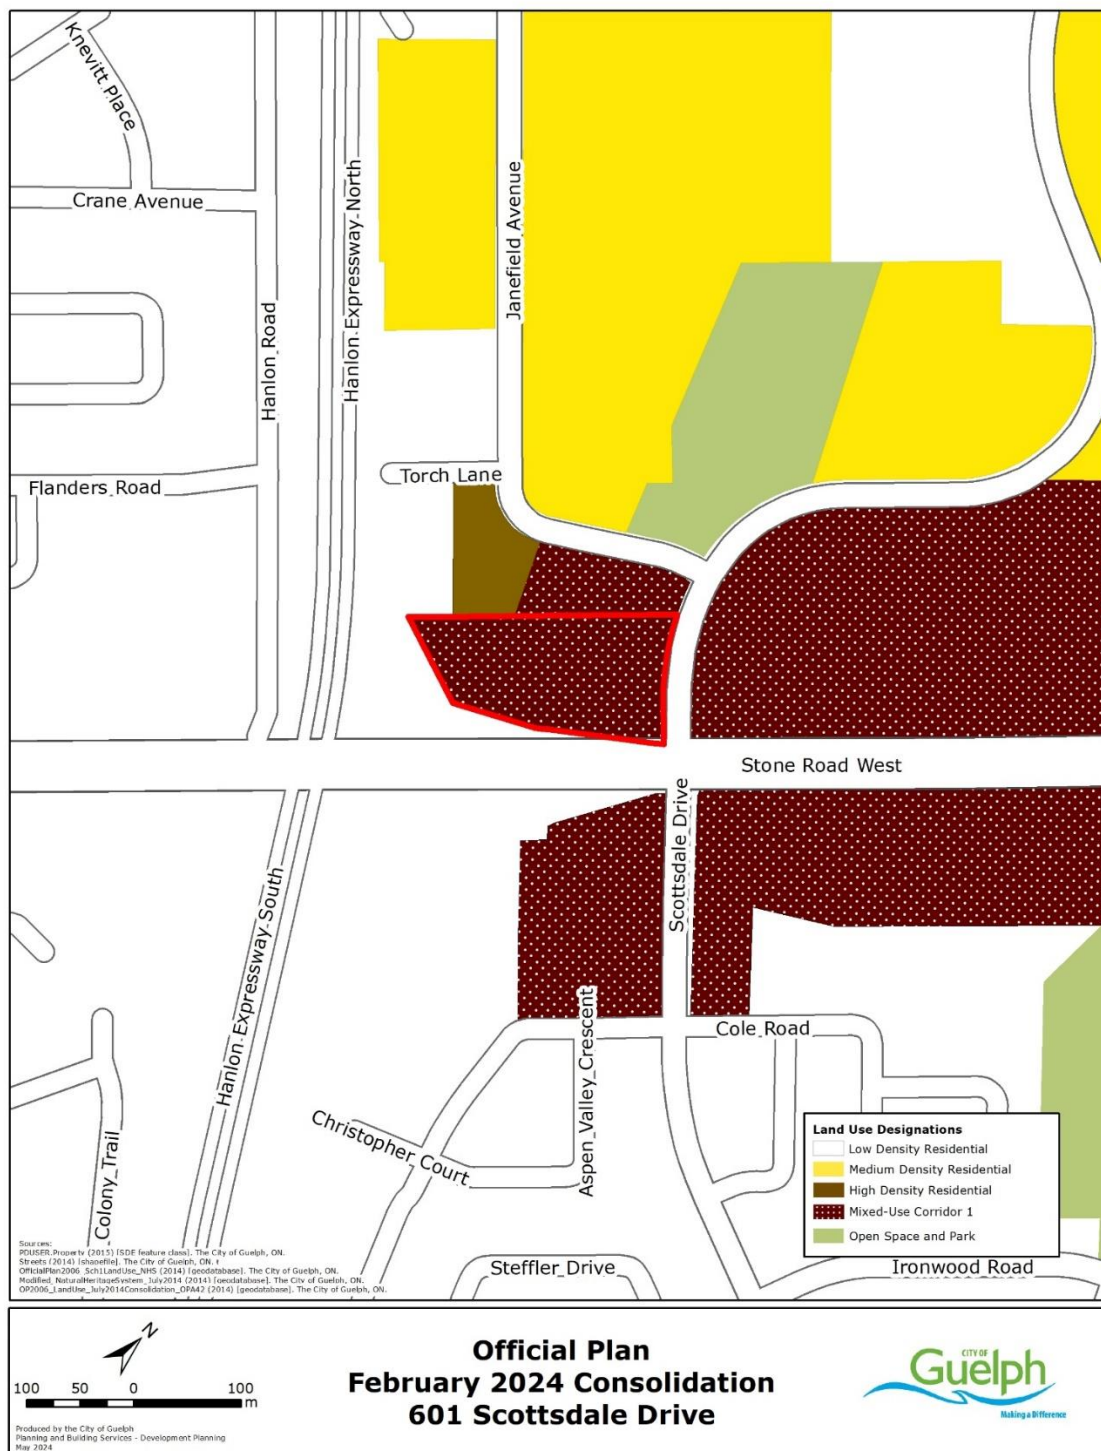 Knevitt Place
Crane Avenue
Hanlon Road
Hanlon Expressway North
Janefield Avenue
Flanders Road
Torch Lane
Stone Road West
Scottsdale Drive
Hanlon Expressway South
Aspen Valley Crescent
Cole Road
Christopher Court
Colony Trail
Steffler Drive
Ironwood Road
Land Use Designations
Low Density Residential
Medium Density Residential
High Density Residential
Mixed-Use Corridor 1
Open Space and Park
Sources:
PDUSER.Property (2015) [SDE feature class]. The City of Guelph, ON.
Streets (2014) [shapefile]. The City of Guelph, ON.
OfficialPlan2006_Sch1LandUse_NHS (2014) [geodatabase]. The City of Guelph, ON.
Modified_NaturalHeritageSystem_July2014 (2014) [geodatabase]. The City of Guelph, ON.
OP2006_LandUse_July2014Consolidation_OPA42 (2014) [geodatabase]. The City of Guelph, ON.
N
100 50 0 100
m
Produced by the City of Guelph
Planning and Building Services - Development Planning
May 2024
Official Plan
February 2024 Consolidation
601 Scottsdale Drive
CITY OF
Guelph
Making a Difference